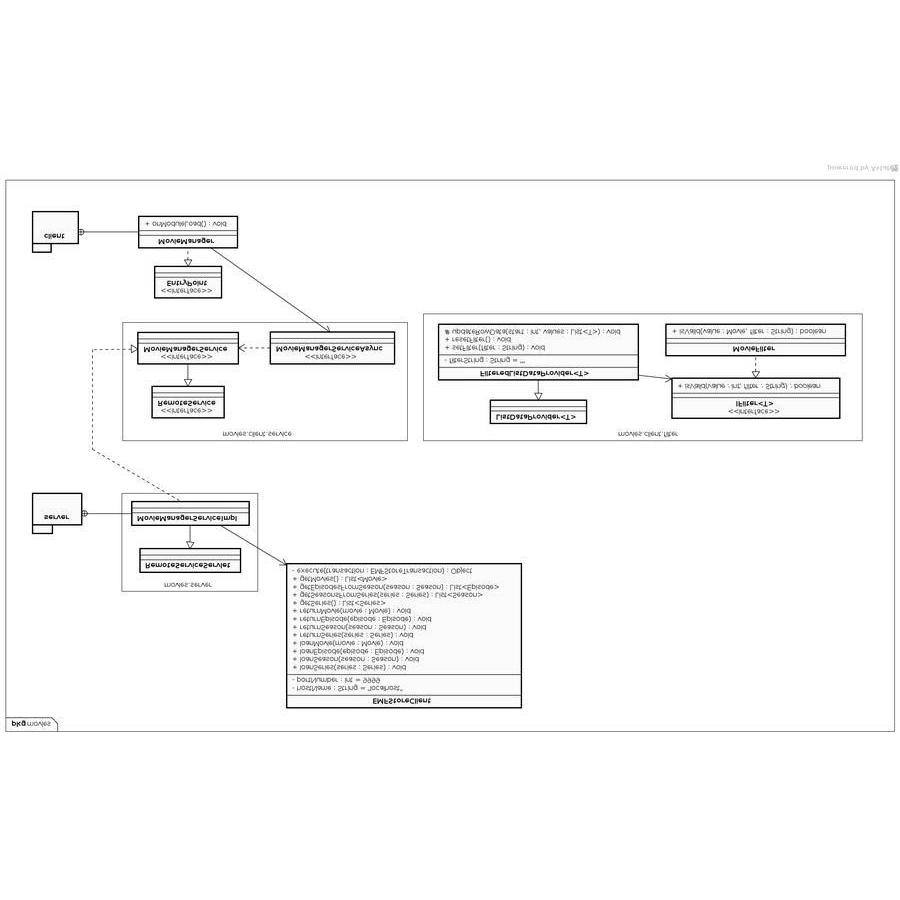 pkg movies
EMFStoreClient
- hostName : String = "localhost"
- portNumber : int = 9999
+ loanSeries(series : Series) : void
+ loanSeason(season : Season) : void
+ loanEpisode(episode : Episode) : void
+ loanMovie(movie : Movie) : void
+ returnSeries(series : Series) : void
+ returnSeason(season : Season) : void
+ returnEpisode(episode : Episode) : void
+ returnMovie(movie : Movie) : void
+ getSeries() : List<Series>
+ getSeasonsFromSeries(series : Series) : List<Season>
+ getEpisodesFromSeason(season : Season) : List<Episode>
+ getMovies() : List<Movie>
- execute(transaction : EMFStoreTransaction) : Object
movies.server
RemoteServiceServlet
server
MovieManagerServiceImpl
movies.client.service
<<interface>>
RemoteService
<<interface>>
MovieManagerService
<<interface>>
MovieManagerServiceAsync
movies.client.filter
ListDataProvider<T>
<<interface>>
IFilter<T>
+ isValid(value : int, filter : String) : boolean
FilteredListDataProvider<T>
- filterString : String = ""
+ setFilter(filter : String) : void
+ resetFilter() : void
# updateRowData(start : int, values : List<T>) : void
MovieFilter
+ isValid(value : Movie, filter : String) : boolean
<<interface>>
EntryPoint
client
MovieManager
+ onModuleLoad() : void
powered by Astah